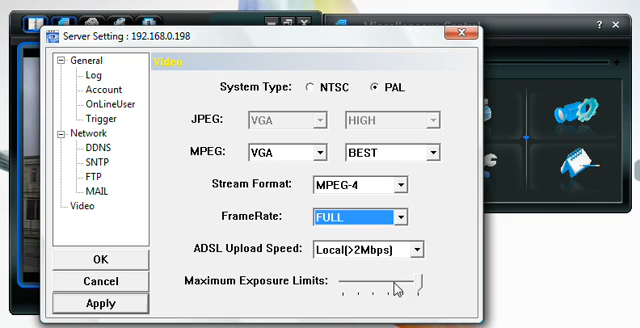 Server Setting : 192.168.0.198
General
Log
Account
OnLineUser
Trigger
Network
DDNS
SNTP
FTP
MAIL
Video
OK
Cancel
Apply
Video
System Type: NTSC PAL
JPEG: VGA HIGH
MPEG: VGA BEST
Stream Format: MPEG-4
FrameRate: FULL
ADSL Upload Speed: Local(>2Mbps)
Maximum Exposure Limits: